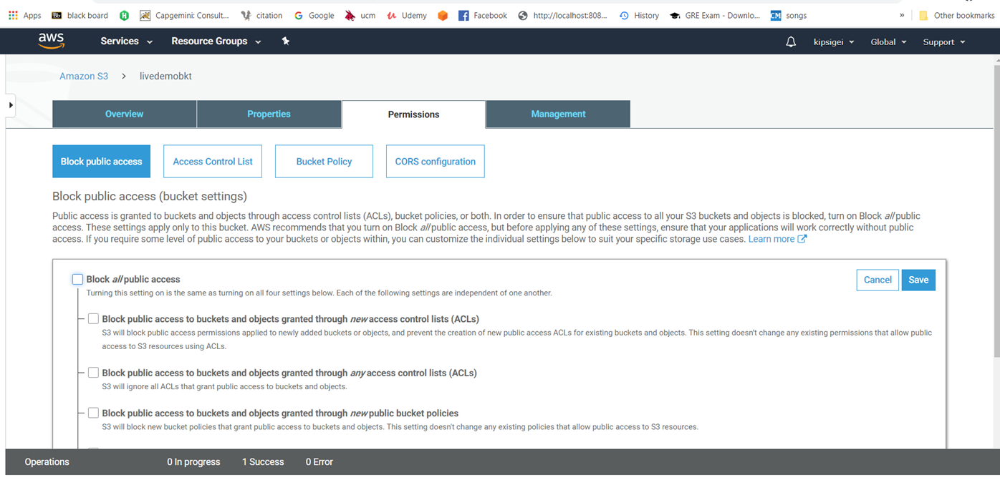 Apps
Bb black board
H
Capgemini: Consult...
citation
Google
ucm
Udemy
Facebook
http://localhost:808...
History
GRE Exam - Downlo...
CM songs
»
Other bookmarks
aws Services Resource Groups kipsigei Global Support
Amazon S3 > livedemobkt
Overview Properties Permissions Management
Block public access Access Control List Bucket Policy CORS configuration
Block public access (bucket settings)
Public access is granted to buckets and objects through access control lists (ACLs), bucket policies, or both. In order to ensure that public access to all your S3 buckets and objects is blocked, turn on Block all public
access. These settings apply only to this bucket. AWS recommends that you turn on Block all public access, but before applying any of these settings, ensure that your applications will work correctly without public
access. If you require some level of public access to your buckets or objects within, you can customize the individual settings below to suit your specific storage use cases. Learn more
Block all public access
Cancel Save
Turning this setting on is the same as turning on all four settings below. Each of the following settings are independent of one another.
Block public access to buckets and objects granted through new access control lists (ACLs)
S3 will block public access permissions applied to newly added buckets or objects, and prevent the creation of new public access ACLs for existing buckets and objects. This setting doesn't change any existing permissions that allow public
access to S3 resources using ACLs.
Block public access to buckets and objects granted through any access control lists (ACLs)
S3 will ignore all ACLs that grant public access to buckets and objects.
Block public access to buckets and objects granted through new public bucket policies
S3 will block new bucket policies that grant public access to buckets and objects. This setting doesn't change any existing policies that allow public access to S3 resources.
Operations 0 In progress 1 Success 0 Error